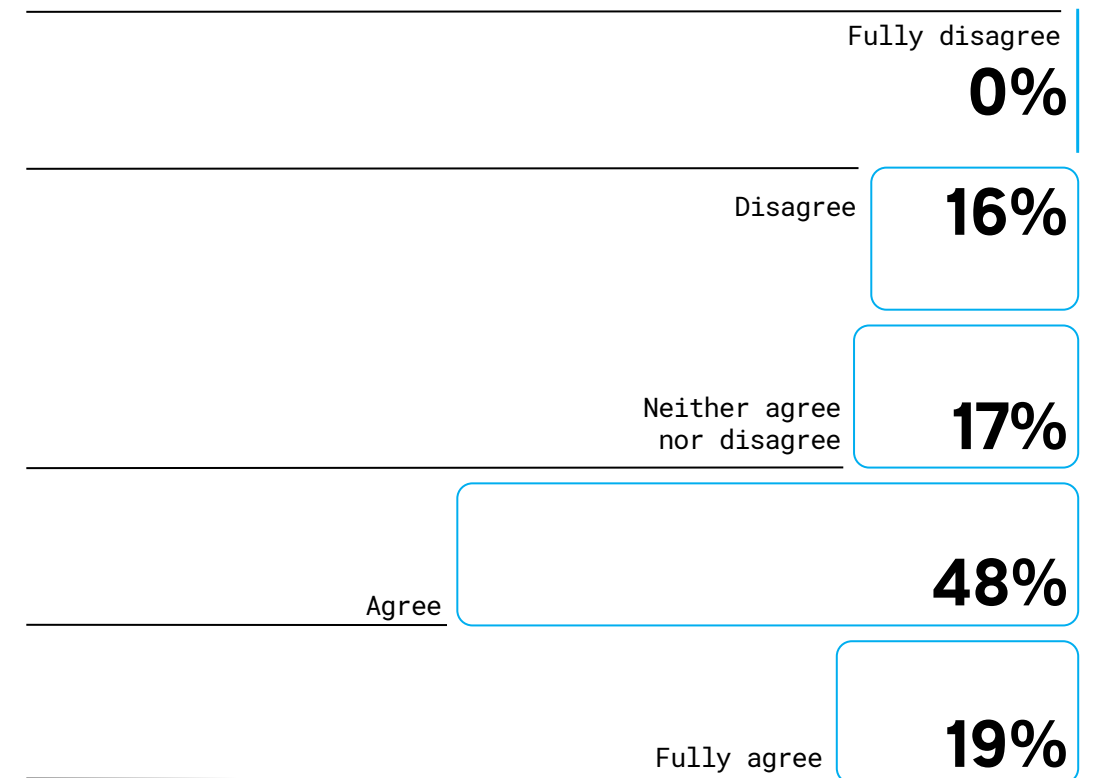 Fully disagree
0%
Disagree
16%
Neither agree
nor disagree
17%
Agree
48%
Fully agree
19%